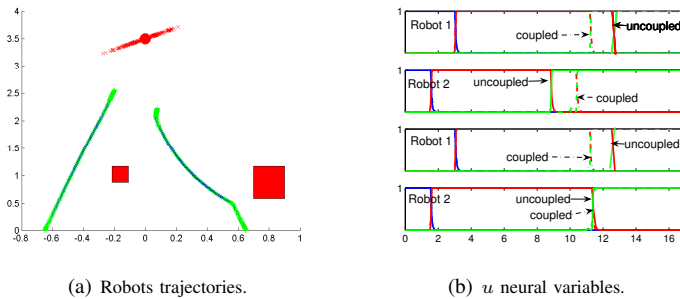 4
3.5
3
2.5
2
1.5
1
0.5
0
-0.8 -0.6 -0.4 -0.2 0 0.2 0.4 0.6 0.8 1
(a) Robots trajectories.
1
Robot 1
coupled
uncoupled
1
Robot 2
uncoupled
coupled
1
Robot 1
coupled
uncoupled
1
Robot 2
uncoupled
coupled
0 2 4 6 8 10 12 14 16
(b) u neural variables.